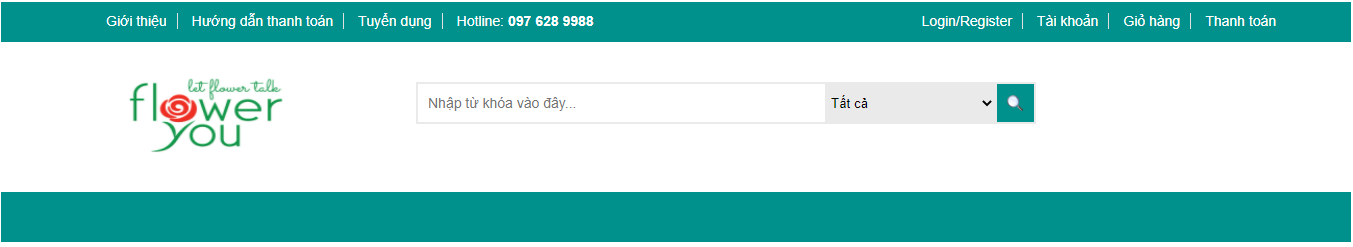 Giới thiệu Hướng dẫn thanh toán Tuyển dụng Hotline: 097 628 9988 Login/Register Tài khoản Giỏ hàng Thanh toán
let flower talk
flower
you
Nhập từ khóa vào đây... Tất cả